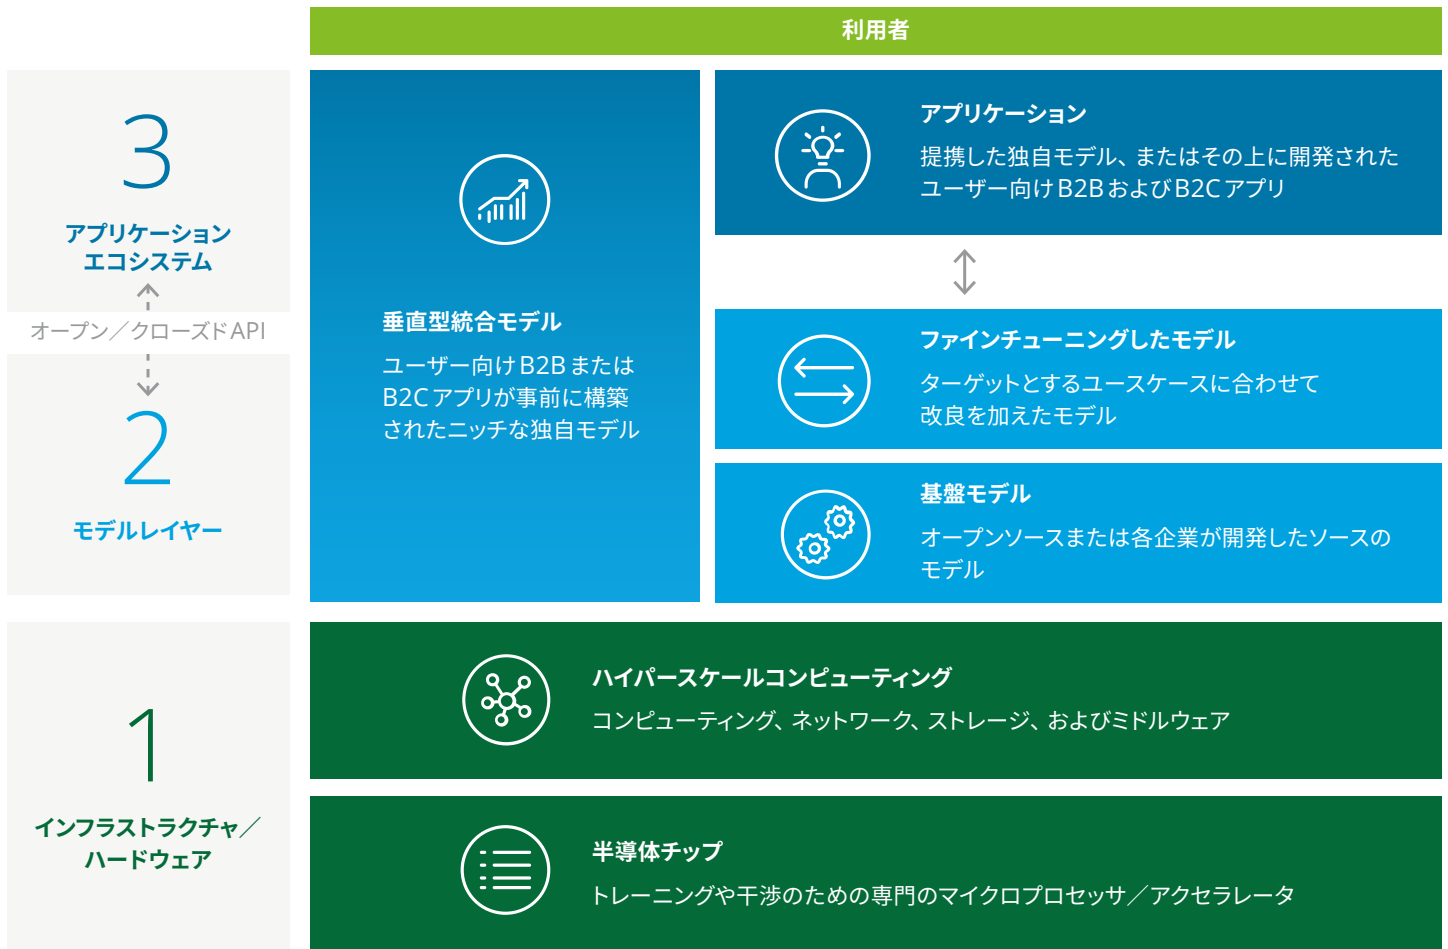 利用者
3
アプリケーション
エコシステム
オープン／クローズドAPI
2
モデルレイヤー
垂直型統合モデル
ユーザー向けB2Bまたは
B2Cアプリが事前に構築
されたニッチな独自モデル
アプリケーション
提携した独自モデル、またはその上に開発された
ユーザー向けB2BおよびB2Cアプリ
ファインチューニングしたモデル
ターゲットとするユースケースに合わせて
改良を加えたモデル
基盤モデル
オープンソースまたは各企業が開発したソースの
モデル
1
インフラストラクチャ／
ハードウェア
ハイパースケールコンピューティング
コンピューティング、ネットワーク、ストレージ、およびミドルウェア
半導体チップ
トレーニングや干渉のための専門のマイクロプロセッサ／アクセラレータ